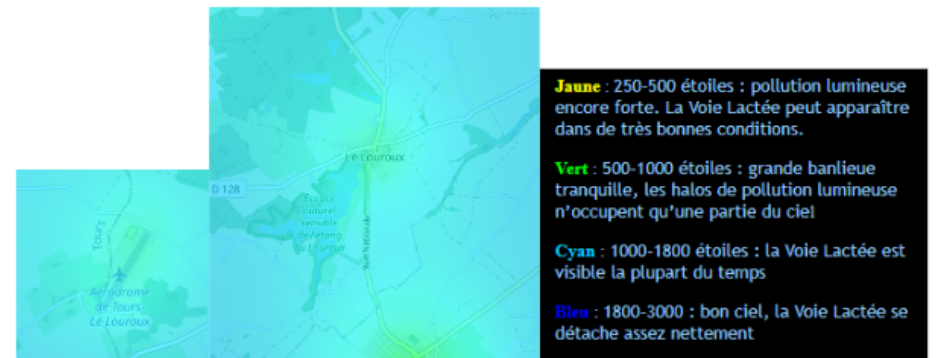 Tours
Aérodrome
de Tours
Le Louroux
Le Louroux
D 128
Espace
naturel
sensible
de l'étang
du Louroux
Rue Nationale
Jaune : 250-500 étoiles : pollution lumineuse
encore forte. La Voie Lactée peut apparaître
dans de très bonnes conditions.
Vert : 500-1000 étoiles : grande banlieue
tranquille, les halos de pollution lumineuse
n'occupent qu'une partie du ciel
Cyan : 1000-1800 étoiles : la Voie Lactée est
visible la plupart du temps
Bleu : 1800-3000 : bon ciel, la Voie Lactée se
détache assez nettement